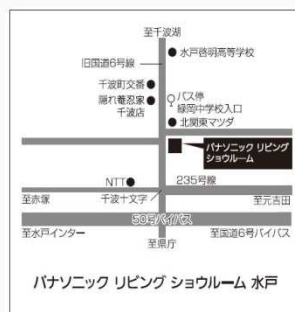 至千波湖
水戸啓明高等学校
旧国道6号線
千波町交番
隠れ菴忍家
千波店
バス停
緑岡中学校入口
北関東マツダ
パナソニック リビング
ショウルーム
NTT
235号線
至赤塚
千波十文字
至元吉田
50号バイパス
至水戸インター
至国道6号バイパス
至県庁
パナソニック リビング ショウルーム 水戸